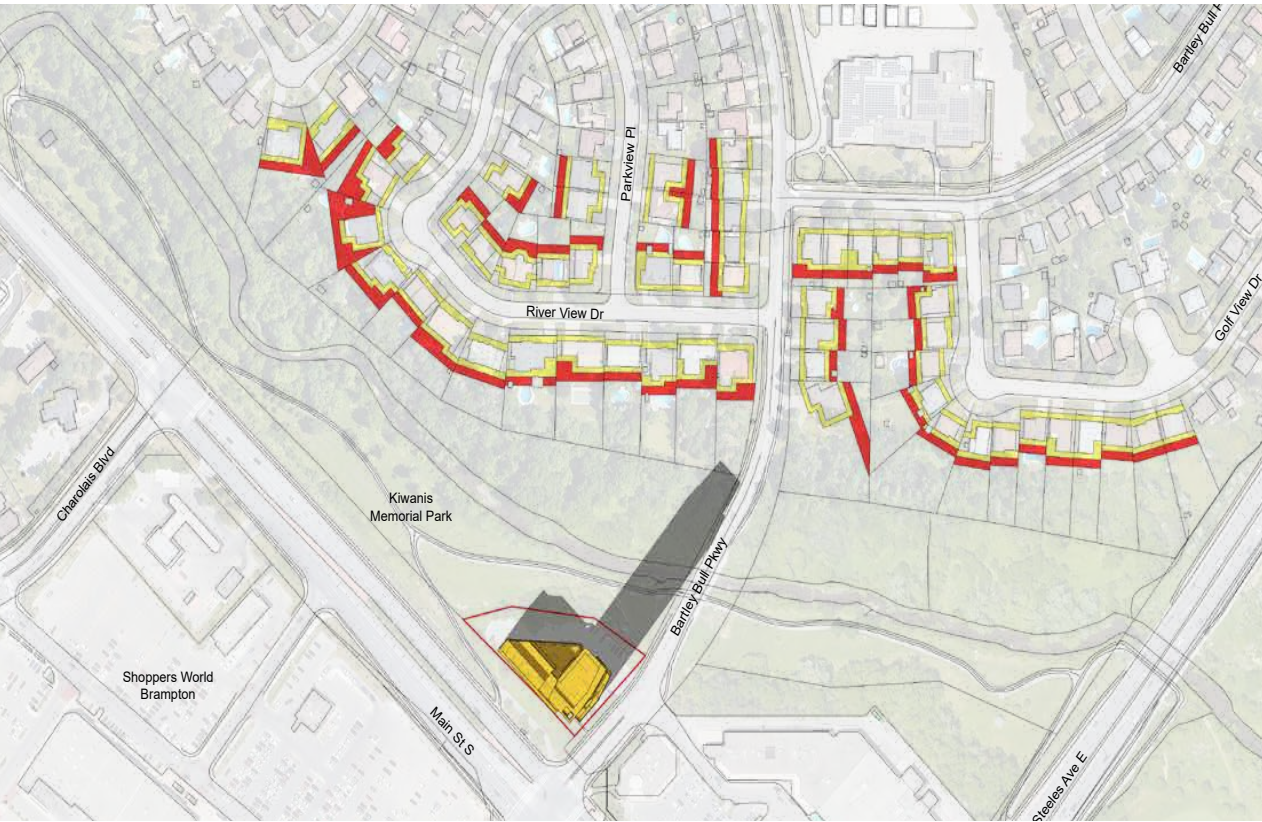 Bartley Bull P
Parkview Pl
Golf View Dr
River View Dr
Charolais Blvd
Kiwanis
Memorial Park
Bartley Bull Pkwy
Shoppers World
Brampton
Main St S
Steeles Ave E